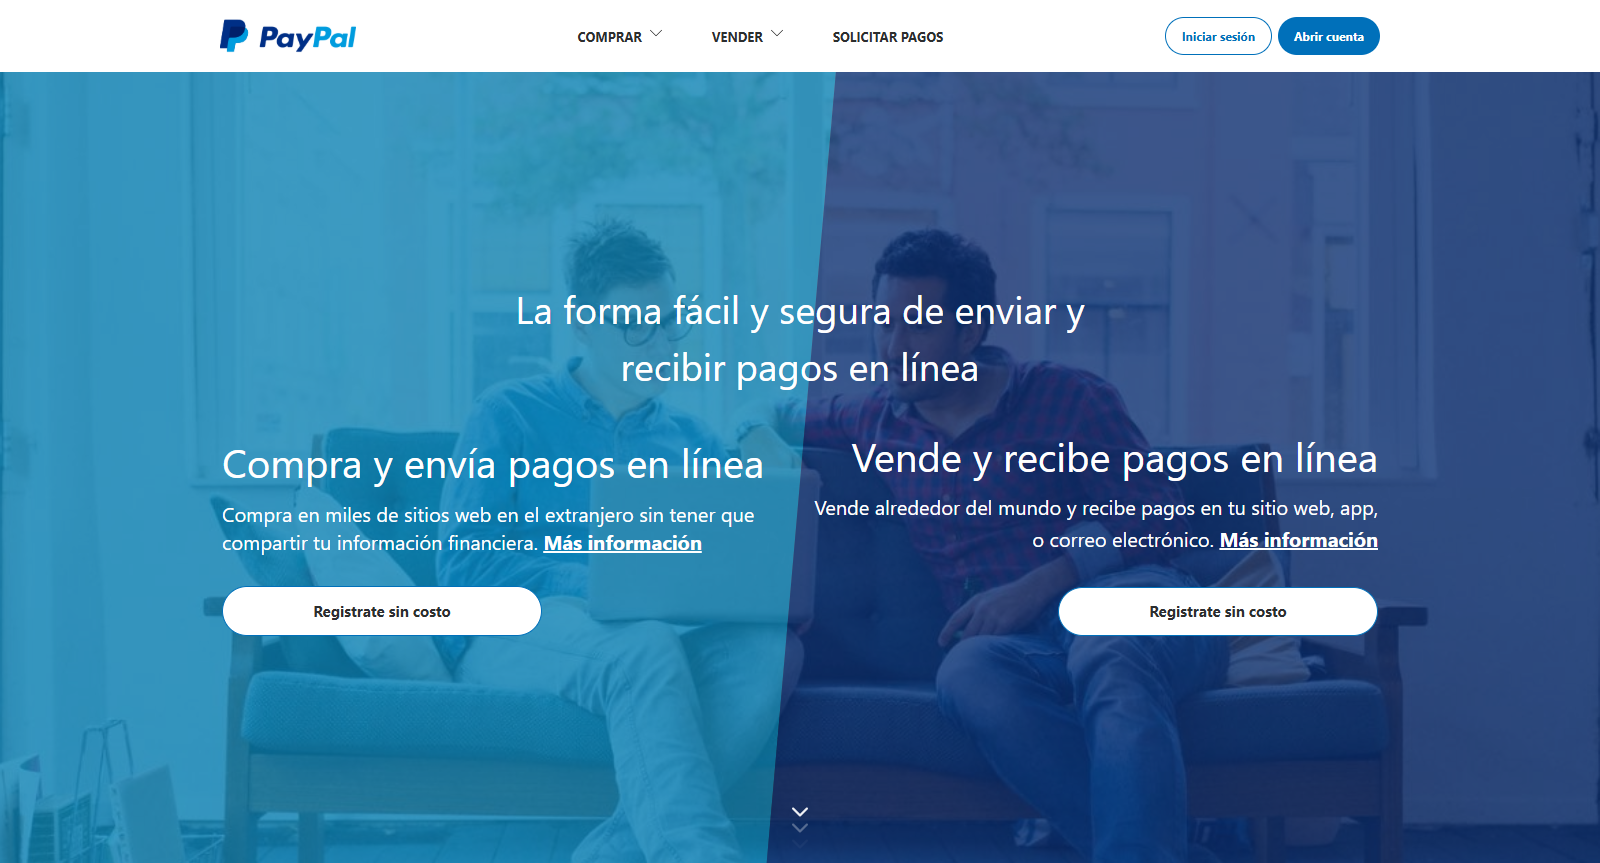 PayPal
COMPRAR
VENDER
SOLICITAR PAGOS
Iniciar sesión
Abrir cuenta
La forma fácil y segura de enviar y
recibir pagos en línea
Compra y envía pagos en línea
Compra en miles de sitios web en el extranjero sin tener que
compartir tu información financiera. Más información
Registrate sin costo
Vende y recibe pagos en línea
Vende alrededor del mundo y recibe pagos en tu sitio web, app,
o correo electrónico. Más información
Registrate sin costo